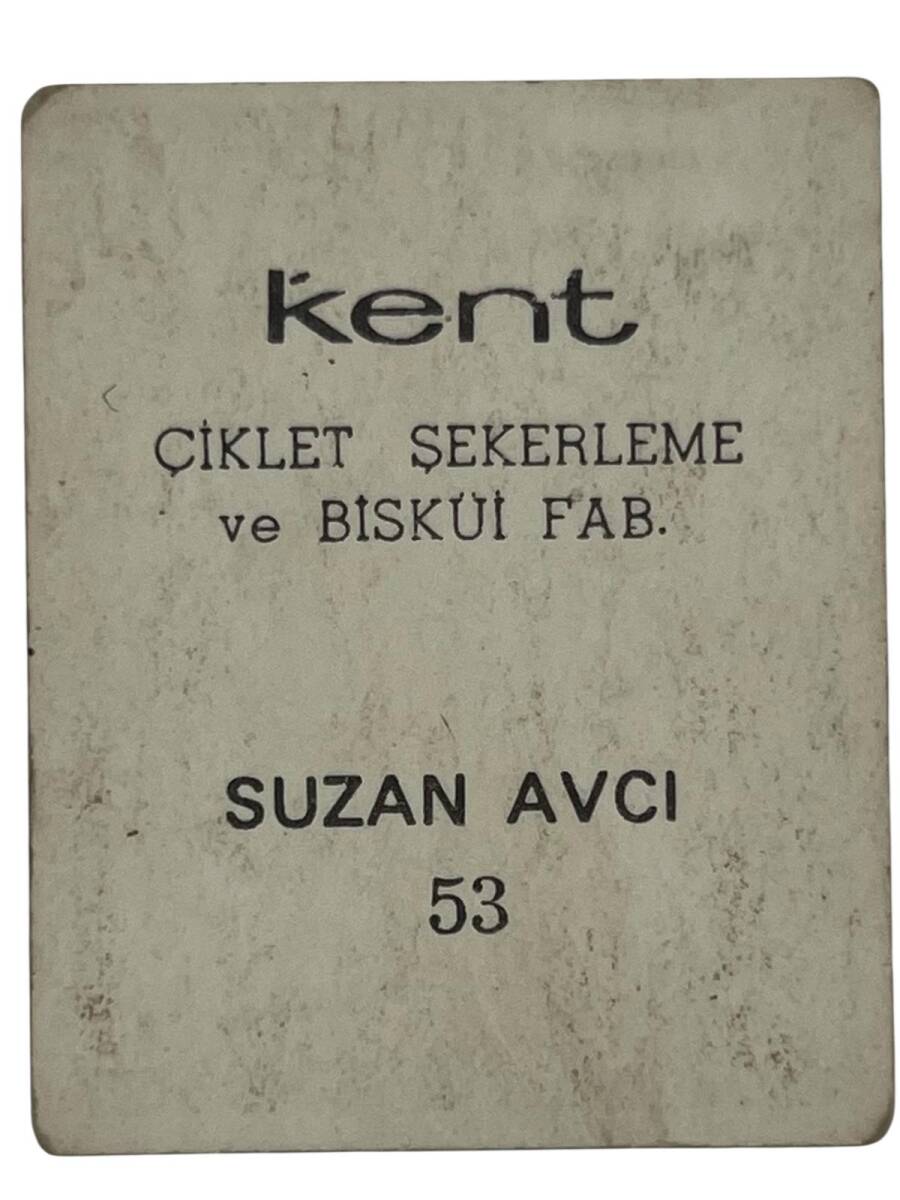 kent
ÇİKLET ŞEKERLEME
ve BİSKÜİ FAB.
SUZAN AVCI
53